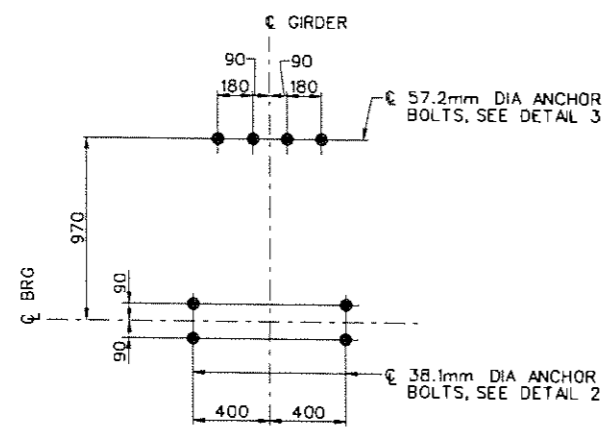 ℄ GIRDER
90 90
180 180
℄ 57.2mm DIA ANCHOR
BOLTS, SEE DETAIL 3
970
90
℄ BRG
90
℄ 38.1mm DIA ANCHOR
BOLTS, SEE DETAIL 2
400 400